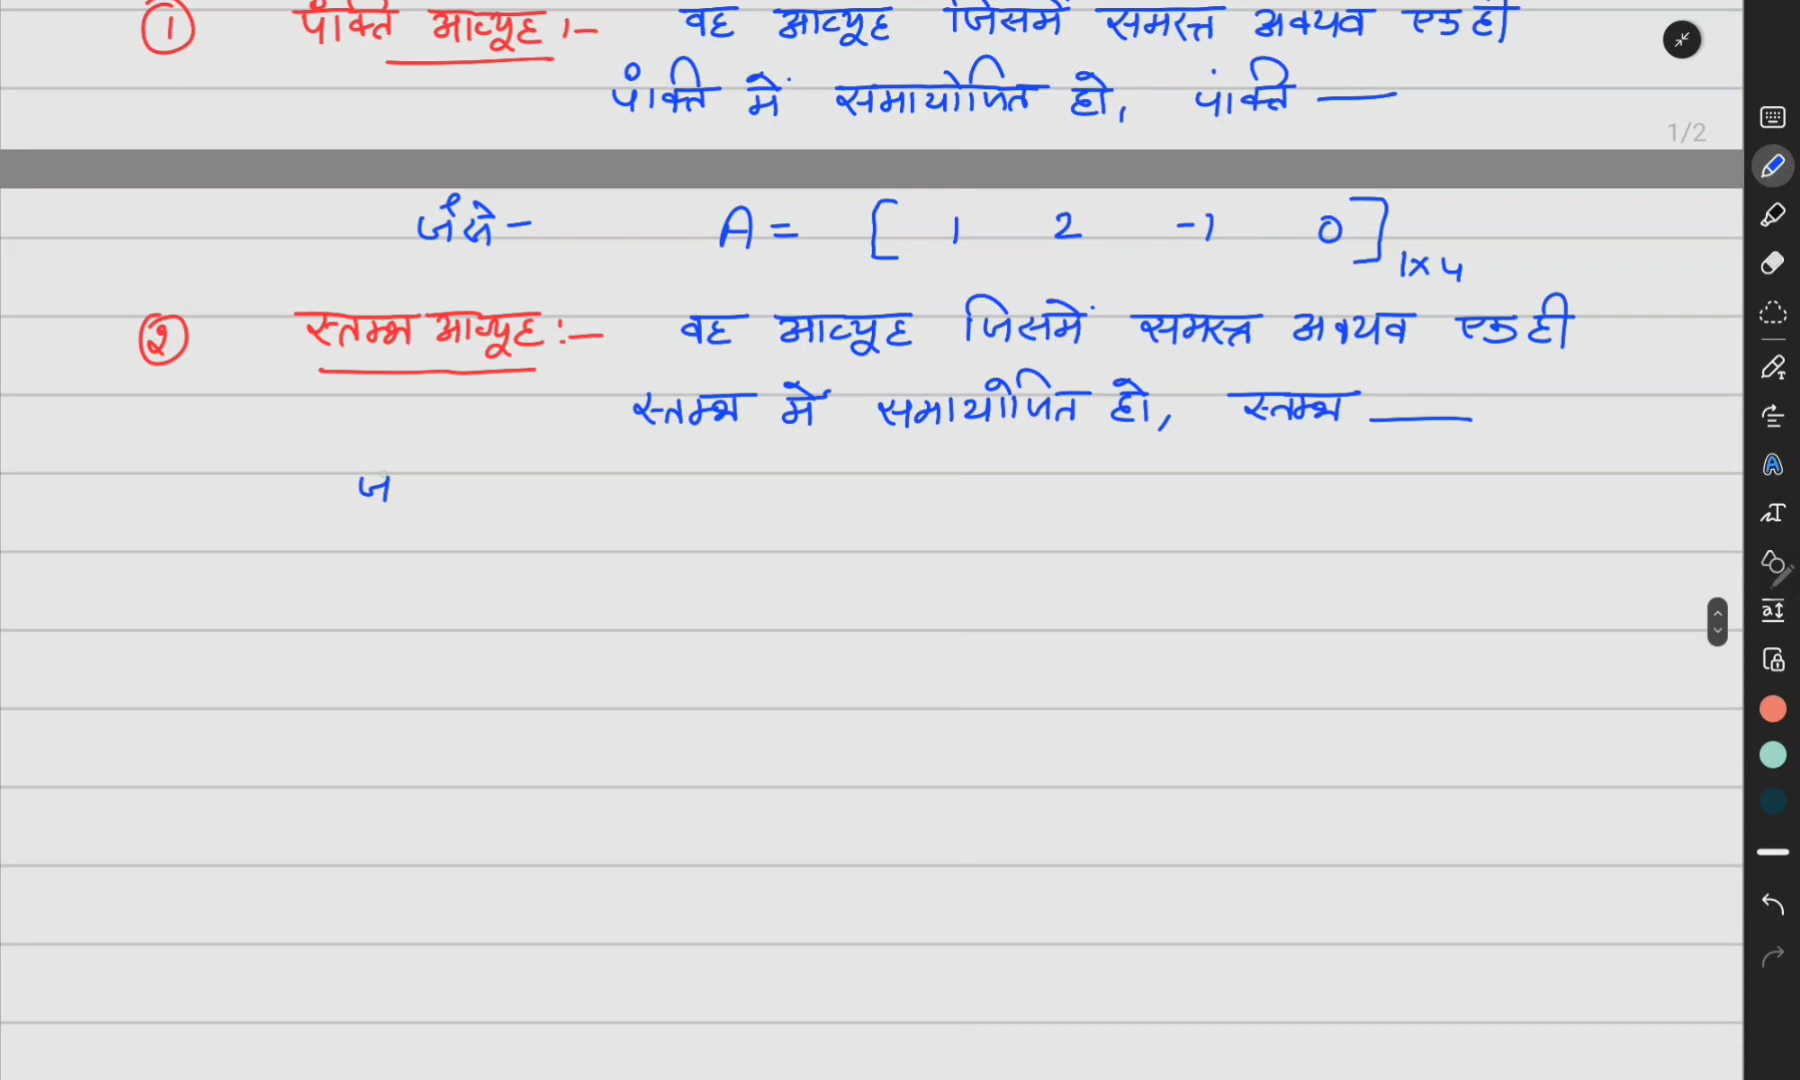 ① पंक्ति आव्यूह :- वह आव्यूह जिसमें समस्त अवयव एक ही
पंक्ति में समायोजित हो, पंक्ति —
1/2
जैसे - A = [ 1 2 -1 0 ]1×4
② स्तम्भ आव्यूह :- वह आव्यूह जिसमें समस्त अवयव एक ही
स्तम्भ में समायोजित हो, स्तम्भ —
ज